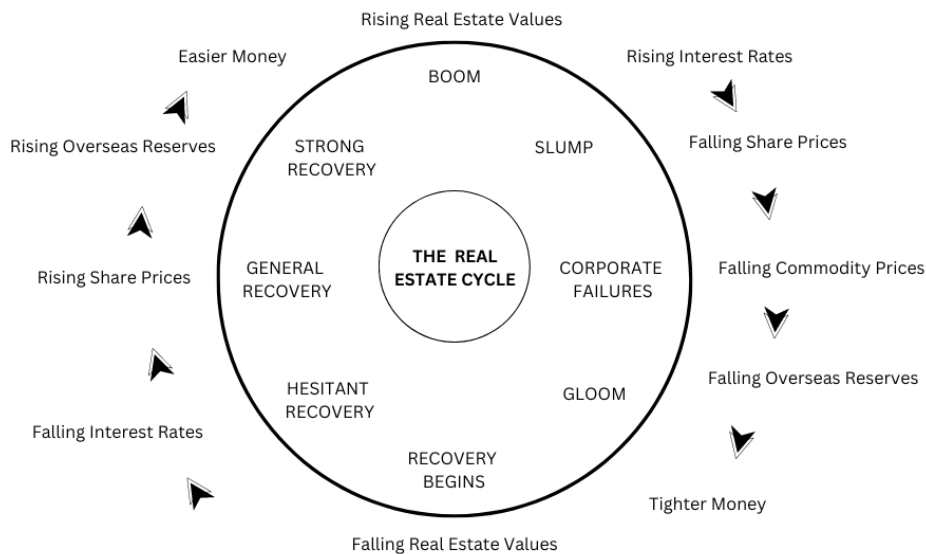 Rising Real Estate Values
Easier Money
Rising Interest Rates
BOOM
Rising Overseas Reserves
STRONG
RECOVERY
SLUMP
Falling Share Prices
Rising Share Prices
GENERAL
RECOVERY
THE REAL
ESTATE CYCLE
CORPORATE
FAILURES
Falling Commodity Prices
HESITANT
RECOVERY
GLOOM
Falling Overseas Reserves
Falling Interest Rates
RECOVERY
BEGINS
Tighter Money
Falling Real Estate Values